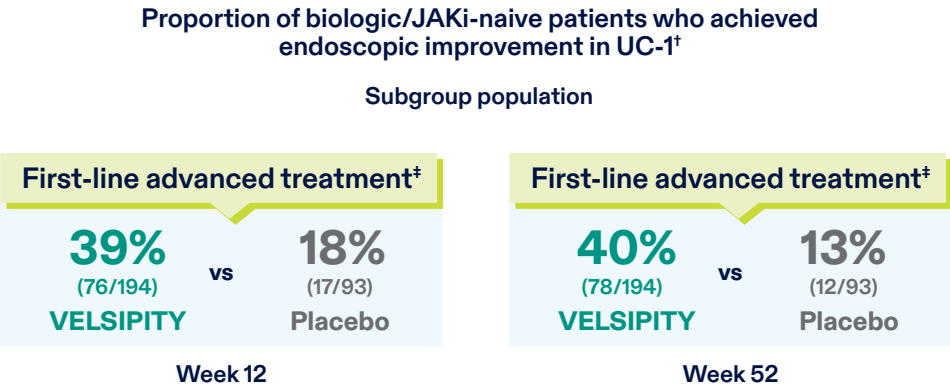 Proportion of biologic/JAKi-naive patients who achieved
endoscopic improvement in UC-1†
Subgroup population
First-line advanced treatment‡
39%
(76/194)
VELSIPITY
vs
18%
(17/93)
Placebo
Week 12
First-line advanced treatment‡
40%
(78/194)
VELSIPITY
vs
13%
(12/93)
Placebo
Week 52